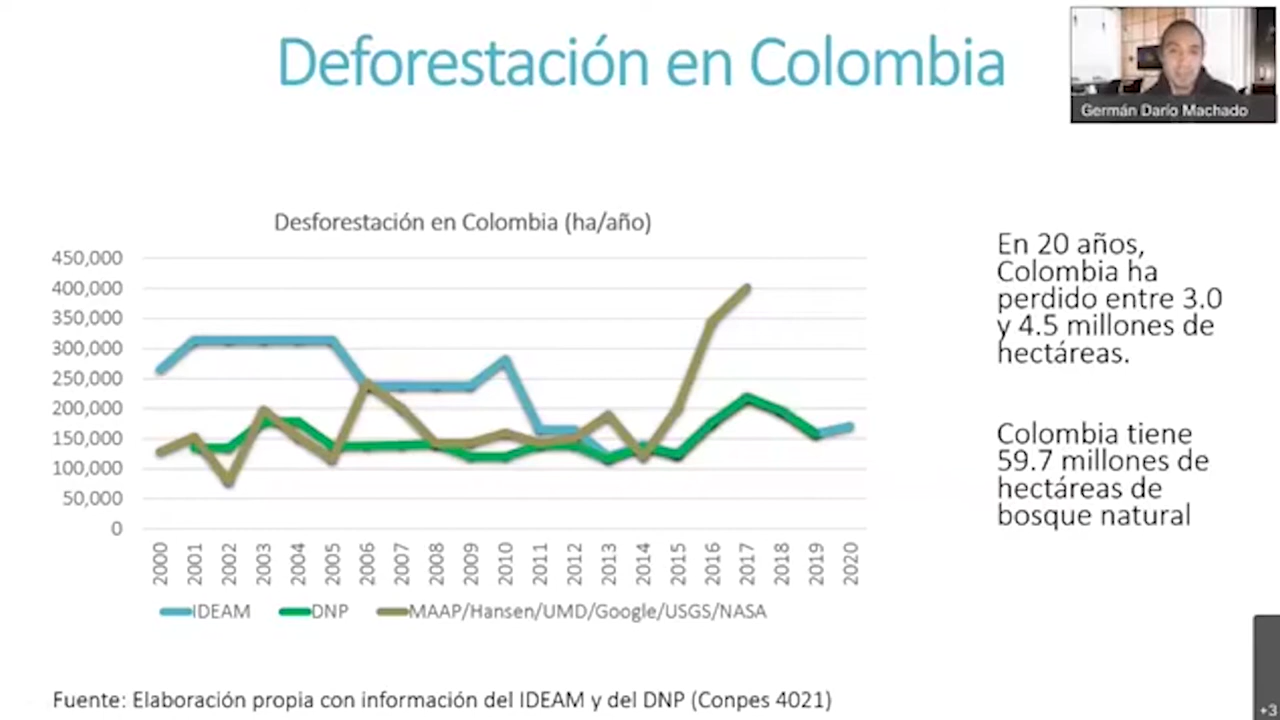 Deforestación en Colombia
Germán Darío Machado
Desforestación en Colombia (ha/año)
450,000
400,000
350,000
300,000
250,000
200,000
150,000
100,000
50,000
0
2000 2001 2002 2003 2004 2005 2006 2007 2008 2009 2010 2011 2012 2013 2014 2015 2016 2017 2018 2019 2020
IDEAM DNP MAAP/Hansen/UMD/Google/USGS/NASA
En 20 años,
Colombia ha
perdido entre 3.0
y 4.5 millones de
hectáreas.
Colombia tiene
59.7 millones de
hectáreas de
bosque natural
Fuente: Elaboración propia con información del IDEAM y del DNP (Conpes 4021)
+3